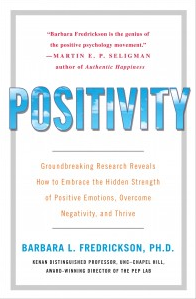 "Barbara Fredrickson is the genius of
the positive psychology movement."
—MARTIN E. P. SELIGMAN
author of Authentic Happiness
POSITIVITY
Groundbreaking Research Reveals
How to Embrace the Hidden Strength
of Positive Emotions, Overcome
Negativity, and Thrive
BARBARA L. FREDRICKSON, PH.D.
KENAN DISTINGUISHED PROFESSOR, UNC–CHAPEL HILL,
AWARD-WINNING DIRECTOR OF THE PEP LAB